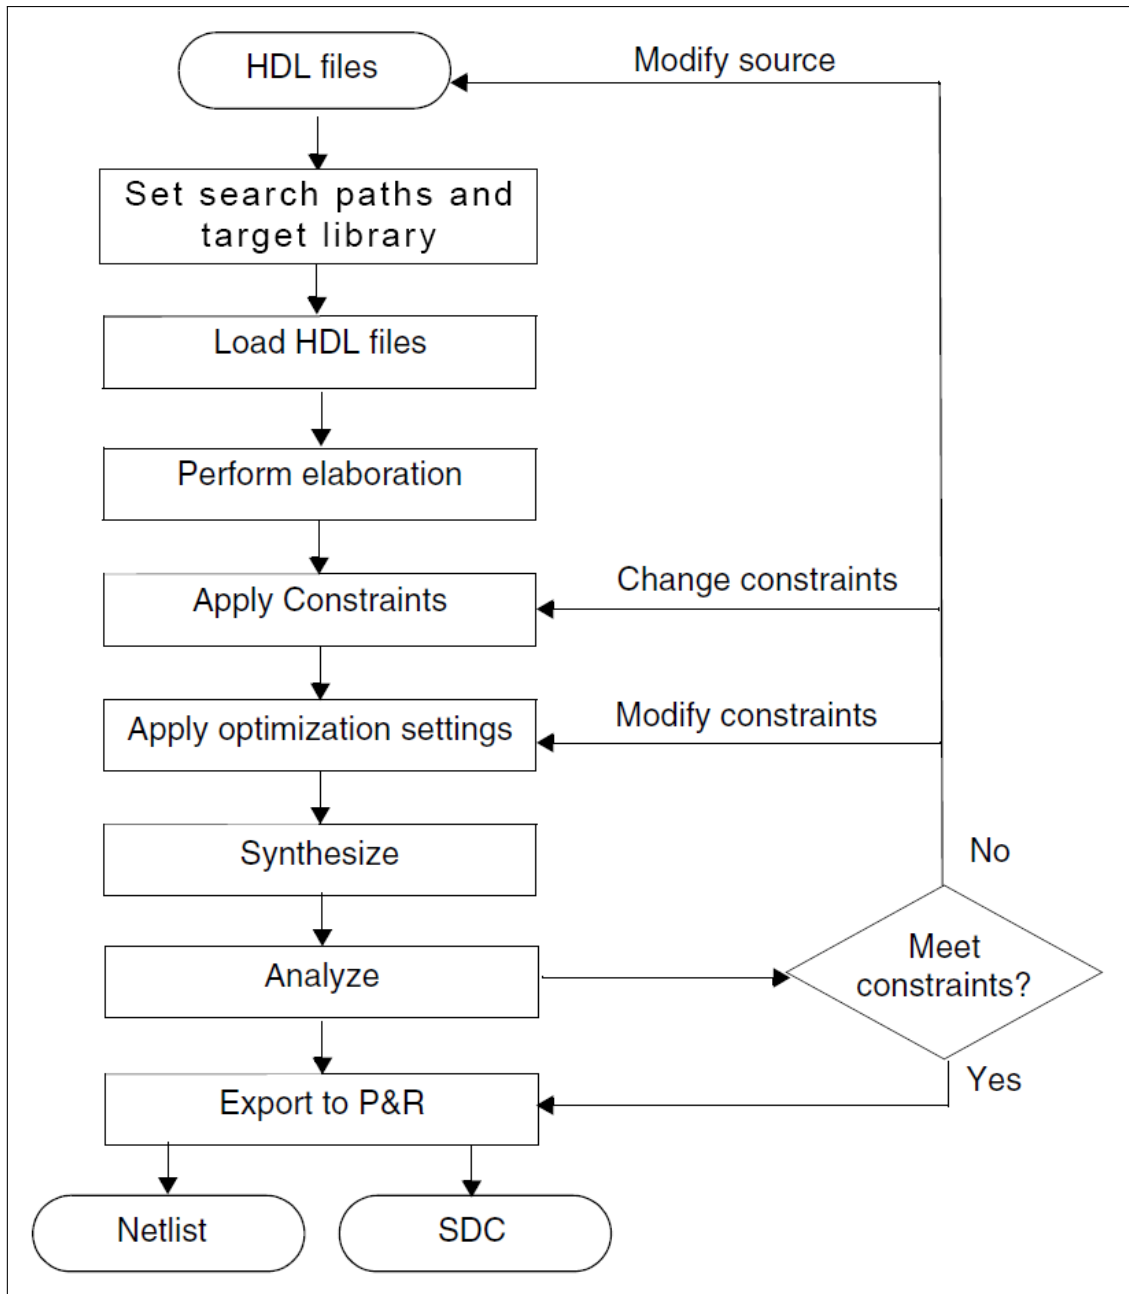 HDL files
Modify source
Set search paths and
target library
Load HDL files
Perform elaboration
Change constraints
Apply Constraints
Modify constraints
Apply optimization settings
Synthesize
No
Meet
constraints?
Analyze
Yes
Export to P&R
Netlist
SDC